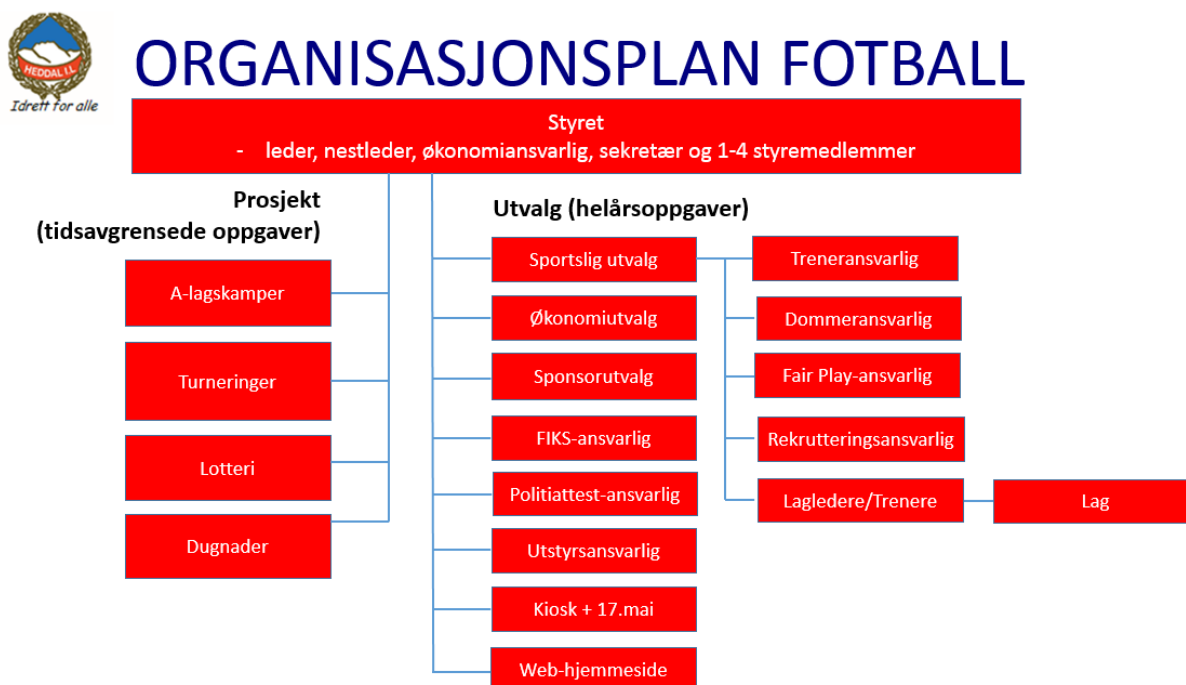 HEDDAL I.L
Idrett for alle
ORGANISASJONSPLAN FOTBALL
Styret
- leder, nestleder, økonomiansvarlig, sekretær og 1-4 styremedlemmer
Prosjekt
(tidsavgrensede oppgaver)
A-lagskamper
Turneringer
Lotteri
Dugnader
Utvalg (helårsoppgaver)
Sportslig utvalg
Økonomiutvalg
Sponsorutvalg
FIKS-ansvarlig
Politiattest-ansvarlig
Utstyrsansvarlig
Kiosk + 17.mai
Web-hjemmeside
Treneransvarlig
Dommeransvarlig
Fair Play-ansvarlig
Rekrutteringsansvarlig
Lagledere/Trenere
Lag